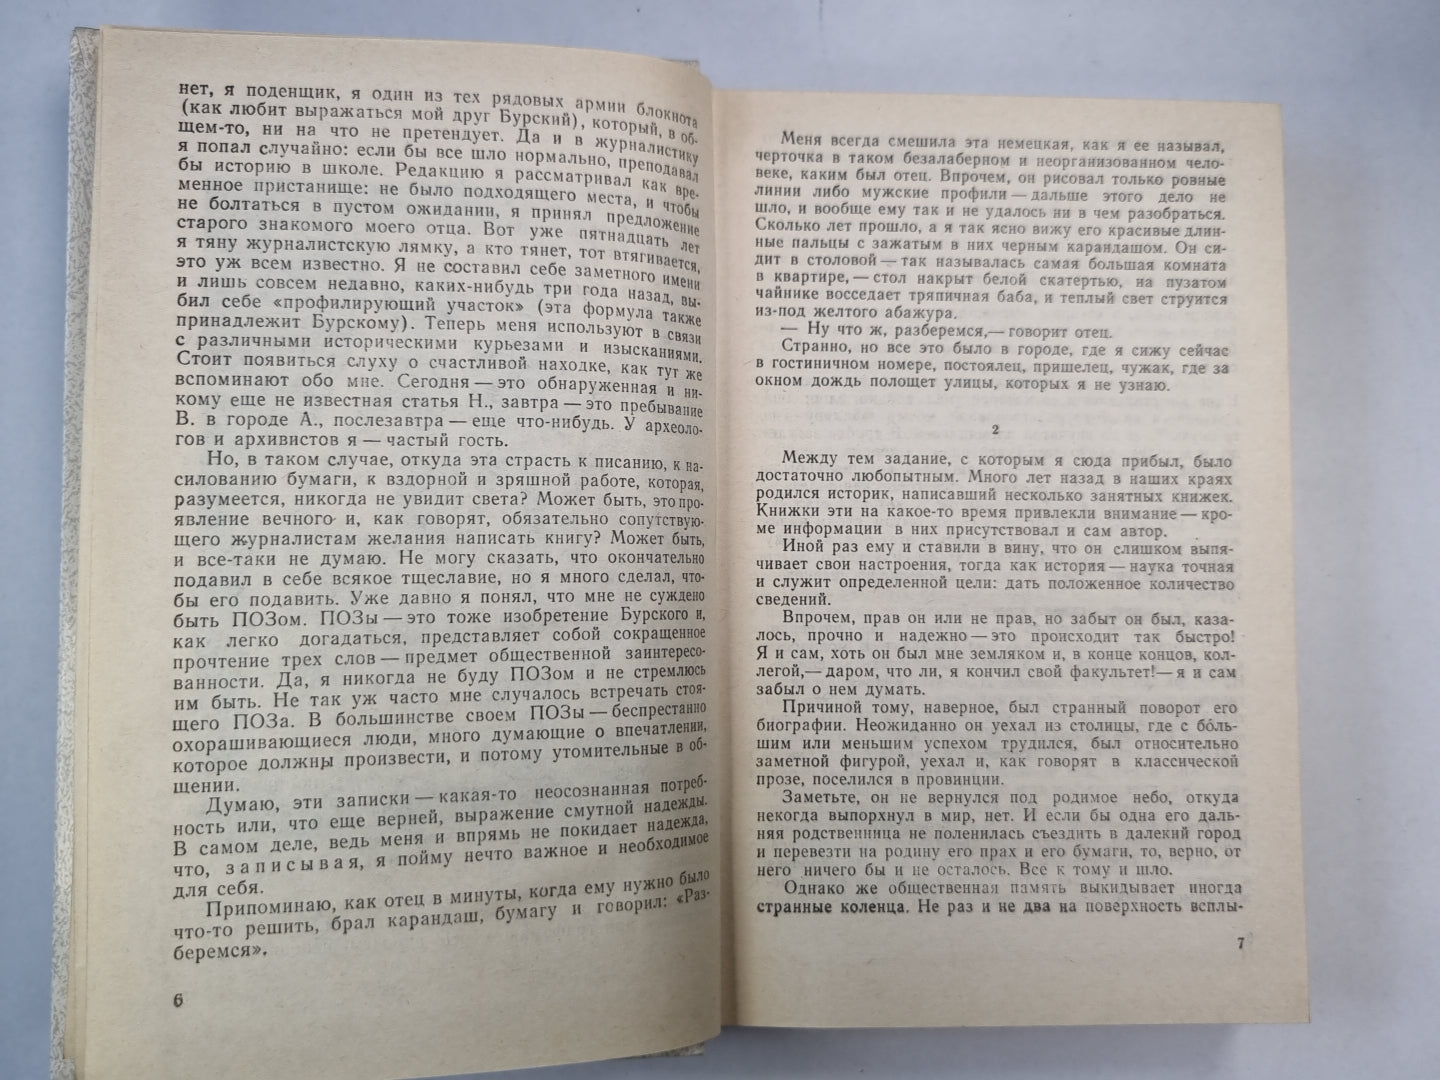 нет, я поденщик, я один из тех рядовых армии блокнота
(как любит выражаться мой друг Бурский), который, в об-
щем-то, ни на что не претендует. Да и в журналистику
я попал случайно: если бы все шло нормально, преподавал
бы историю в школе. Редакцию я рассматривал как вре-
менное пристанище: не было подходящего места, и чтобы
не болтаться в пустом ожидании, я принял предложение
старого знакомого моего отца. Вот уже пятнадцать лет
я тяну журналистскую лямку, а кто тянет, тот втягивается,
это уж всем известно. Я не составил себе заметного имени
и лишь совсем недавно, каких-нибудь три года назад, вы-
бил себе «профилирующий участок» (эта формула также
принадлежит Бурскому). Теперь меня используют в связи
с различными историческими курьезами и изысканиями.
Стоит появиться слуху о счастливой находке, как тут же
вспоминают обо мне. Сегодня — это обнаруженная и ни-
кому еще не известная статья Н., завтра — это пребывание
В. в городе А., послезавтра — еще что-нибудь. У археоло-
гов и архивистов я — частый гость.
Но, в таком случае, откуда эта страсть к писанию, к на-
силованию бумаги, к вздорной и зряшной работе, которая,
разумеется, никогда не увидит света? Может быть, это про-
явление вечного и, как говорят, обязательно сопутствую-
щего журналистам желания написать книгу? Может быть,
и все-таки не думаю. Не могу сказать, что окончательно
подавил в себе всякое тщеславие, но я много сделал, что-
бы его подавить. Уже давно я понял, что мне не суждено
быть ПОЗом. ПОЗы — это тоже изобретение Бурского и,
как легко догадаться, представляет собой сокращенное
прочтение трех слов — предмет общественной заинтересо-
ванности. Да, я никогда не буду ПОЗом и не стремлюсь
им быть. Не так уж часто мне случалось встречать стоя-
щего ПОЗа. В большинстве своем ПОЗы — беспрестанно
охорашивающиеся люди, много думающие о впечатлении,
которое должны произвести, и потому утомительные в об-
щении.
Думаю, эти записки — какая-то неосознанная потреб-
ность или, что еще верней, выражение смутной надежды.
В самом деле, ведь меня и впрямь не покидает надежда,
что, записывая, я пойму нечто важное и необходимое
для себя.
Припоминаю, как отец в минуты, когда ему нужно было
что-то решить, брал карандаш, бумагу и говорил: «Раз-
беремся».
6
Меня всегда смешила эта немецкая, как я ее называл,
черточка в таком безалаберном и неорганизованном чело-
веке, каким был отец. Впрочем, он рисовал только ровные
линии либо мужские профили — дальше этого дело не
шло, и вообще ему так и не удалось ни в чем разобраться.
Сколько лет прошло, а я так ясно вижу его красивые длин-
ные пальцы с зажатым в них черным карандашом. Он си-
дит в столовой — так называлась самая большая комната
в квартире, — стол накрыт белой скатертью, на пузатом
чайнике восседает тряпичная баба, и теплый свет струится
из-под желтого абажура.
— Ну что ж, разберемся, — говорит отец.
Странно, но все это было в городе, где я сижу сейчас
в гостиничном номере, постоялец, пришелец, чужак, где за
окном дождь полощет улицы, которых я не узнаю.
2
Между тем задание, с которым я сюда прибыл, было
достаточно любопытным. Много лет назад в наших краях
родился историк, написавший несколько занятных книжек.
Книжки эти на какое-то время привлекли внимание — кро-
ме информации в них присутствовал и сам автор.
Иной раз ему и ставили в вину, что он слишком выпя-
чивает свои настроения, тогда как история — наука точная
и служит определенной цели: дать положенное количество
сведений.
Впрочем, прав он или не прав, но забыт он был, каза-
лось, прочно и надежно — это происходит так быстро!
Я и сам, хоть он был мне земляком и, в конце концов, кол-
легой, — даром, что ли, я кончил свой факультет! — я и сам
забыл о нем думать.
Причиной тому, наверное, был странный поворот его
биографии. Неожиданно он уехал из столицы, где с бо́ль-
шим или меньшим успехом трудился, был относительно
заметной фигурой, уехал и, как говорят в классической
прозе, поселился в провинции.
Заметьте, он не вернулся под родимое небо, откуда
некогда выпорхнул в мир, нет. И если бы одна его даль-
няя родственница не поленилась съездить в далекий город
и перевезти на родину его прах и его бумаги, то, верно, от
него ничего бы и не осталось. Все к тому и шло.
Однако же общественная память выкидывает иногда
странные коленца. Не раз и не два на поверхность всплы-
7